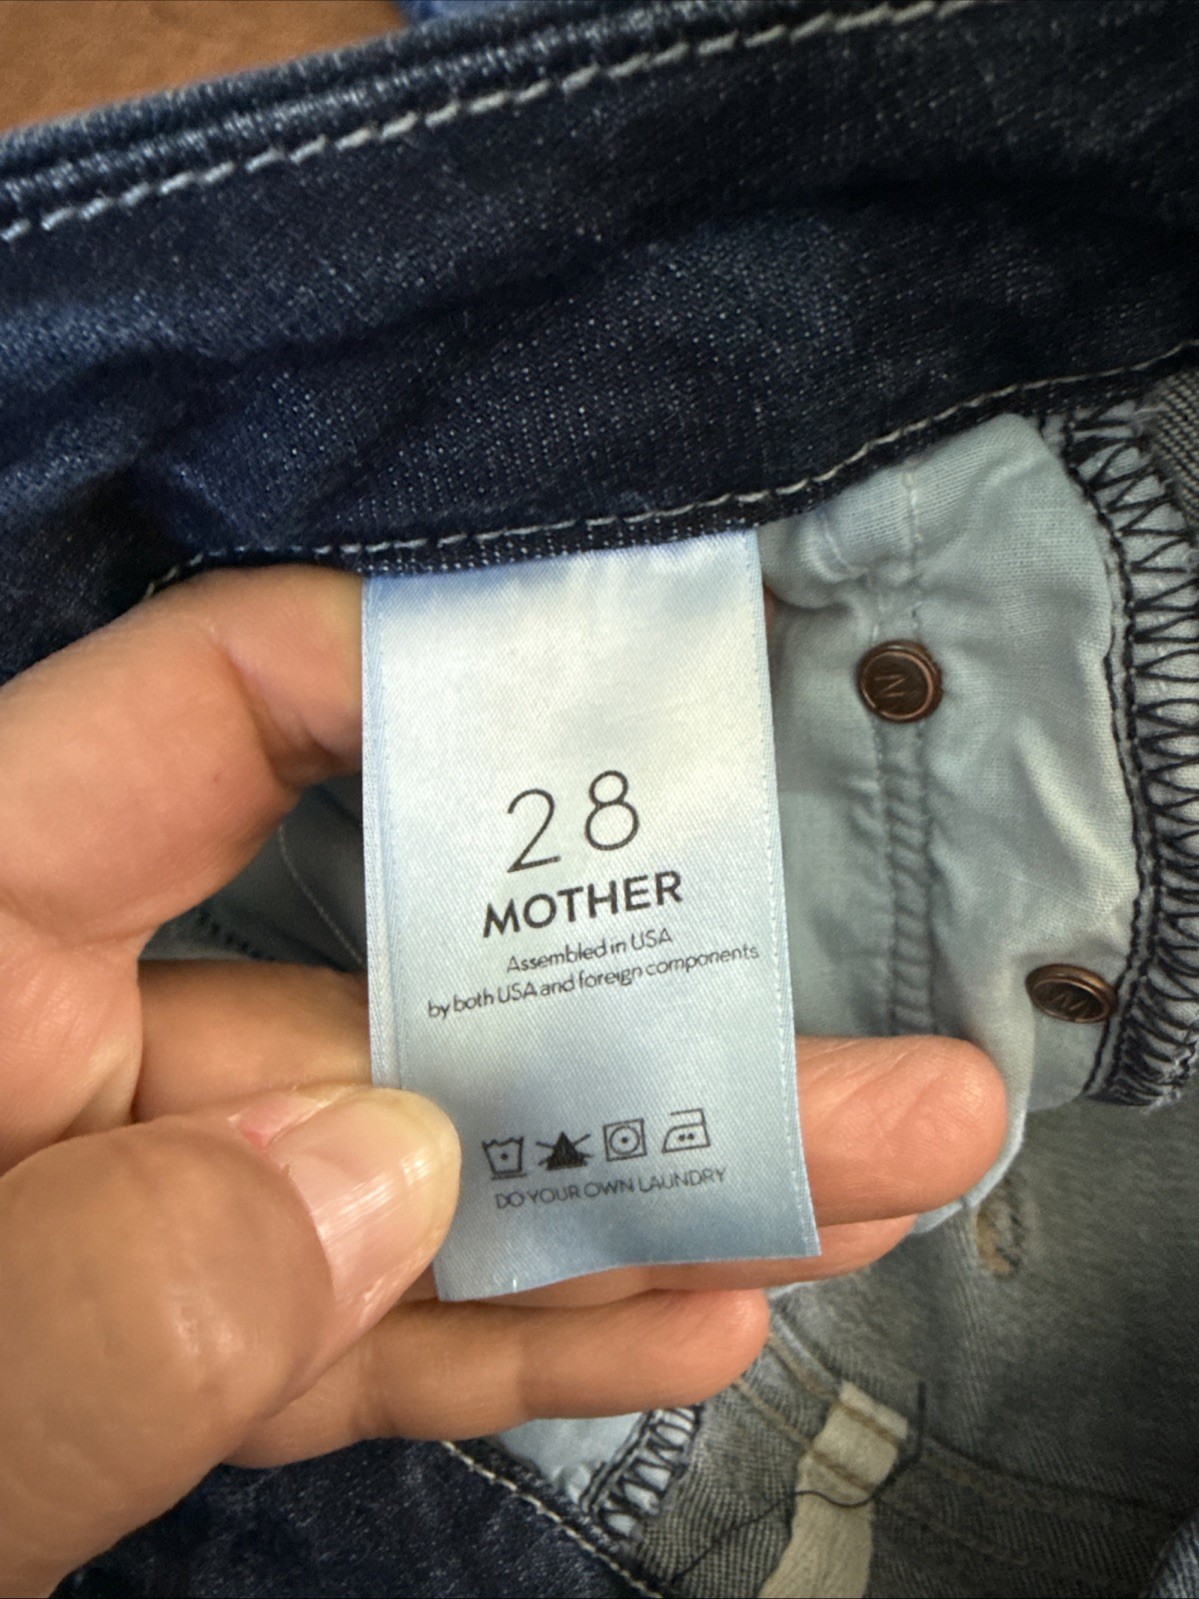 28
MOTHER
Assembled in USA
by both USA and foreign components
DO YOUR OWN LAUNDRY